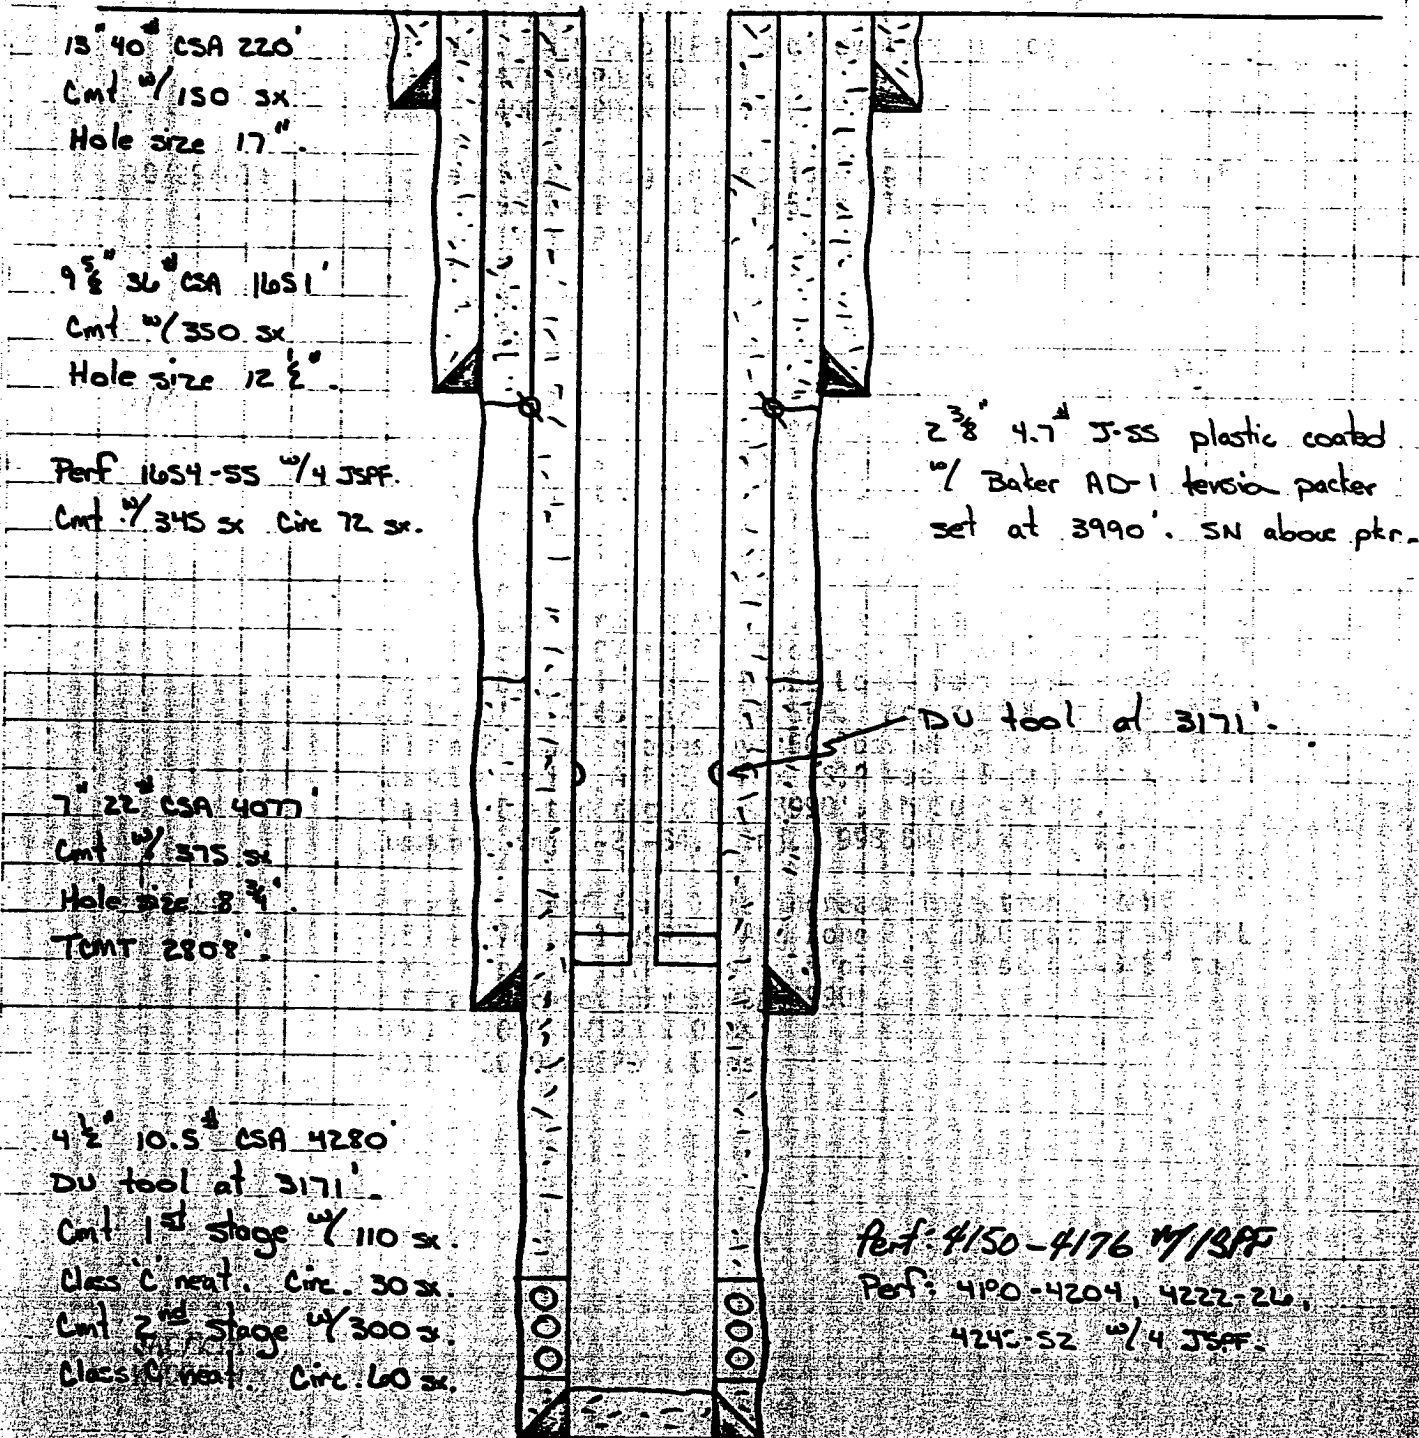 13" 40# CSA 220'
Cmt w/ 150 sx
Hole size 17".
9 5/8" 36# CSA 1651'
Cmt w/ 350 sx
Hole size 12 1/2".
Perf 1654-55 w/4 JSPF.
Cmt w/ 345 sx Circ 72 sx.
2 3/8" 4.7# J-55 plastic coated
w/ Baker AD-1 tension packer
set at 3990'. SN above pkr.
DV tool at 3171'.
7" 22# CSA 4077'
Cmt w/ 375 sx
Hole size 8 3/4".
TCMT 2808'.
4 1/2" 10.5# CSA 4280'
DV tool at 3171'.
Cmt 1st stage w/ 110 sx.
Class 'C' neat. Circ. 30 sx.
Cmt 2nd stage w/ 300 sx.
Class C neat. Circ. 60 sx.
Perf: 4150-4176 W/1SPF
Perf: -4204, 4222-26,
-52 w/4 JSPF.